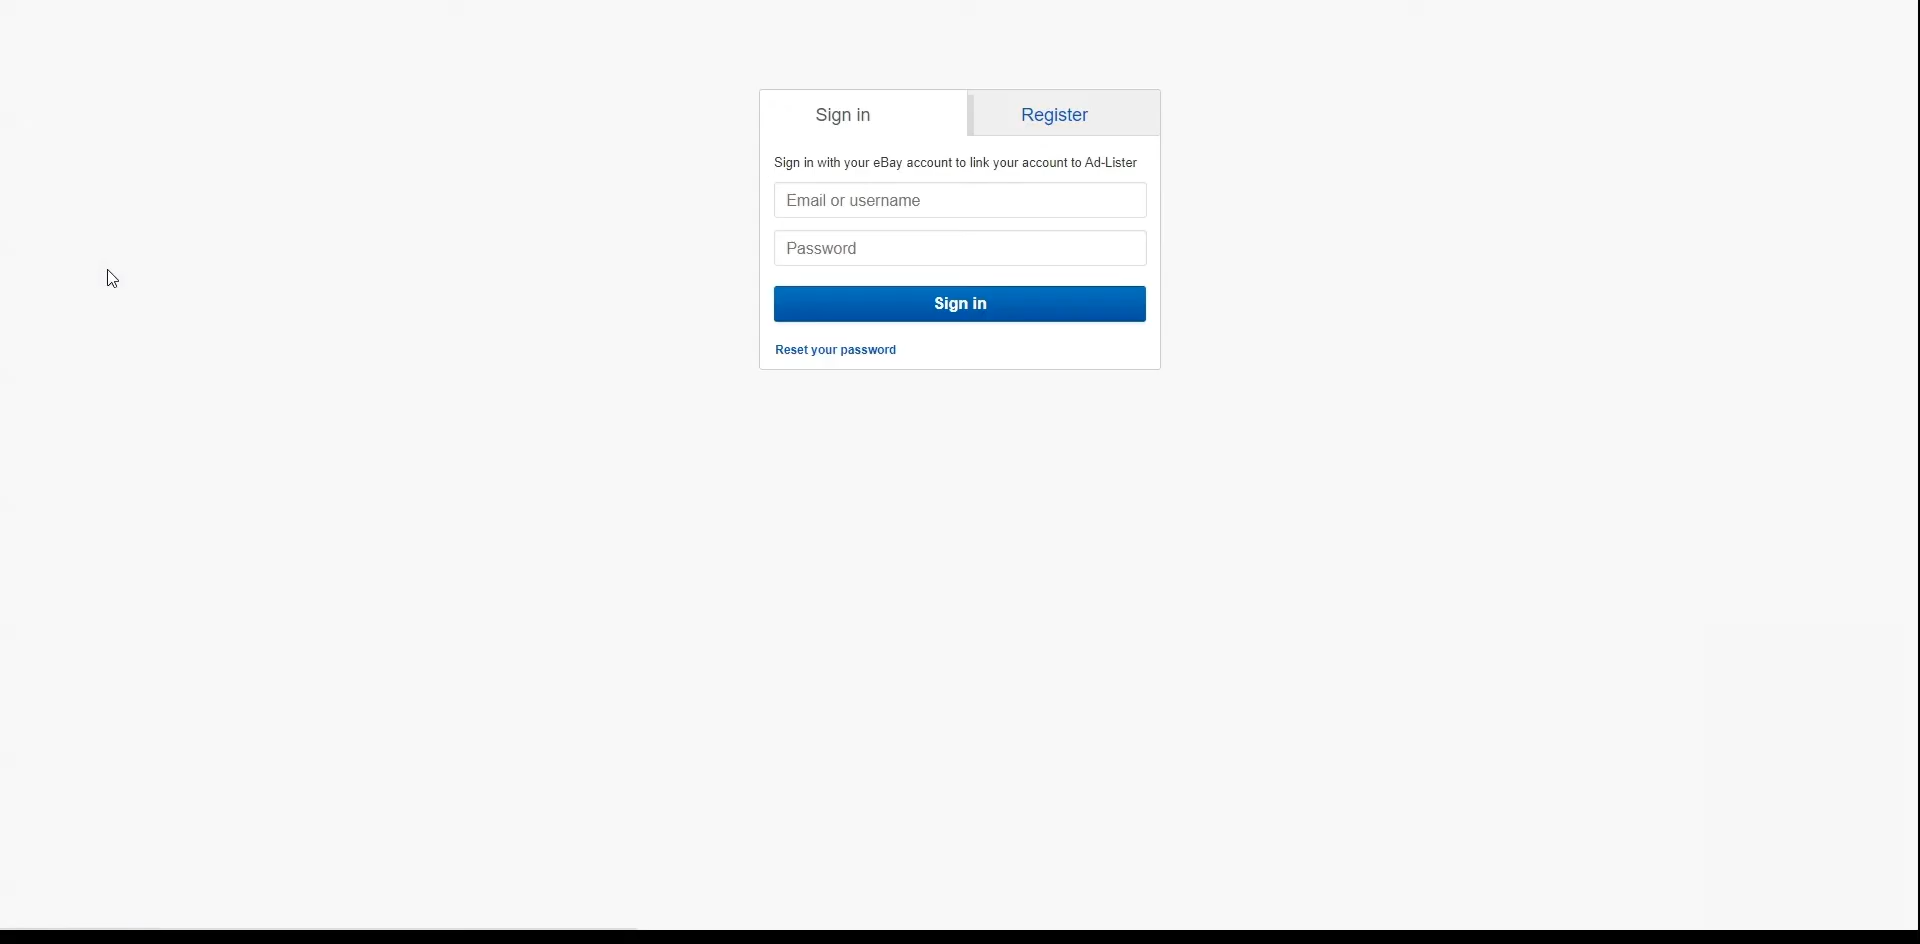 Sign in
Register
Sign in with your eBay account to link your account to Ad-Lister
Email or username
Password
Sign in
Reset your password